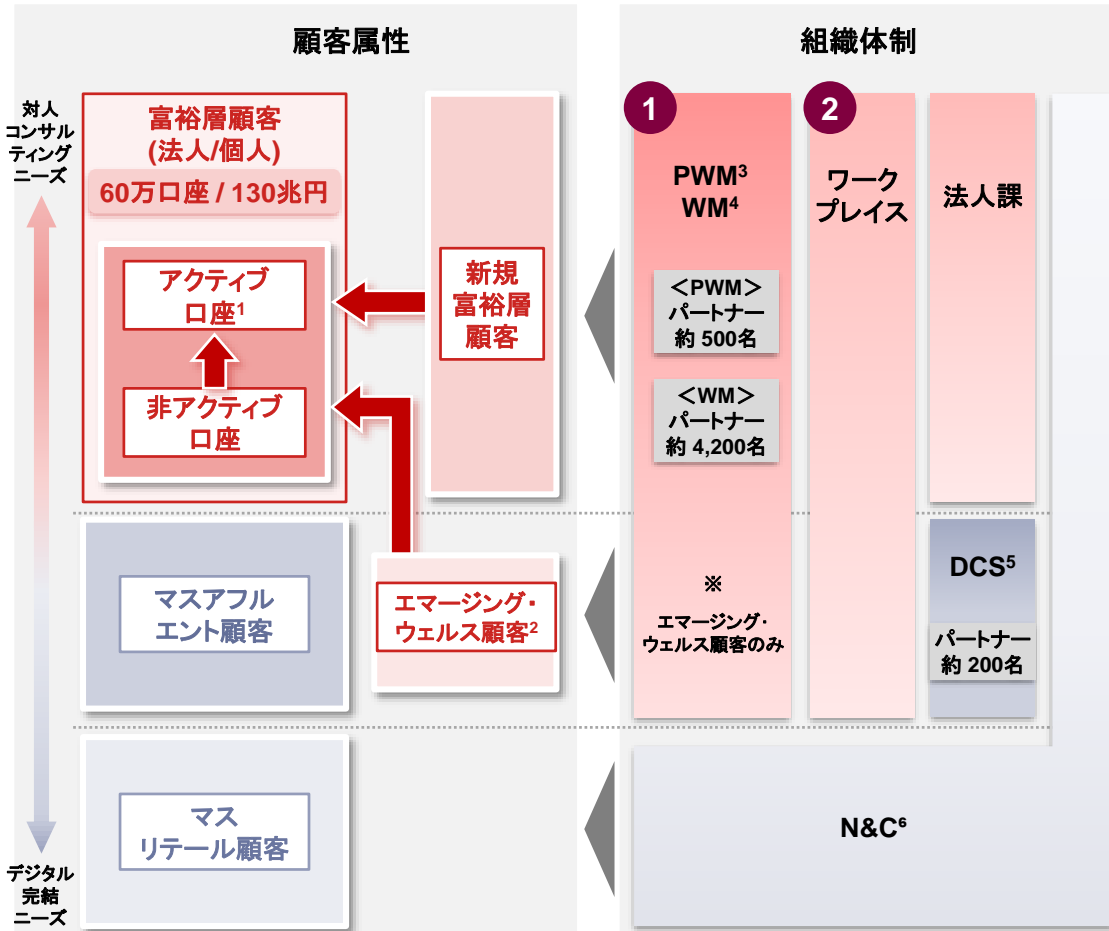 顧客属性
対人
コンサル
ティング
ニーズ
富裕層顧客
(法人/個人)
60万口座 / 130兆円
アクティブ
口座1
非アクティブ
口座
新規
富裕層
顧客
マスアフル
エント顧客
エマージング・
ウェルス顧客2
マス
リテール顧客
デジタル
完結
ニーズ
組織体制
1
PWM3
WM4
＜PWM＞
パートナー
約 500名
＜WM＞
パートナー
約 4,200名
※
エマージング・
ウェルス顧客のみ
2
ワーク
プレイス
法人課
DCS5
パートナー
約 200名
N&C6